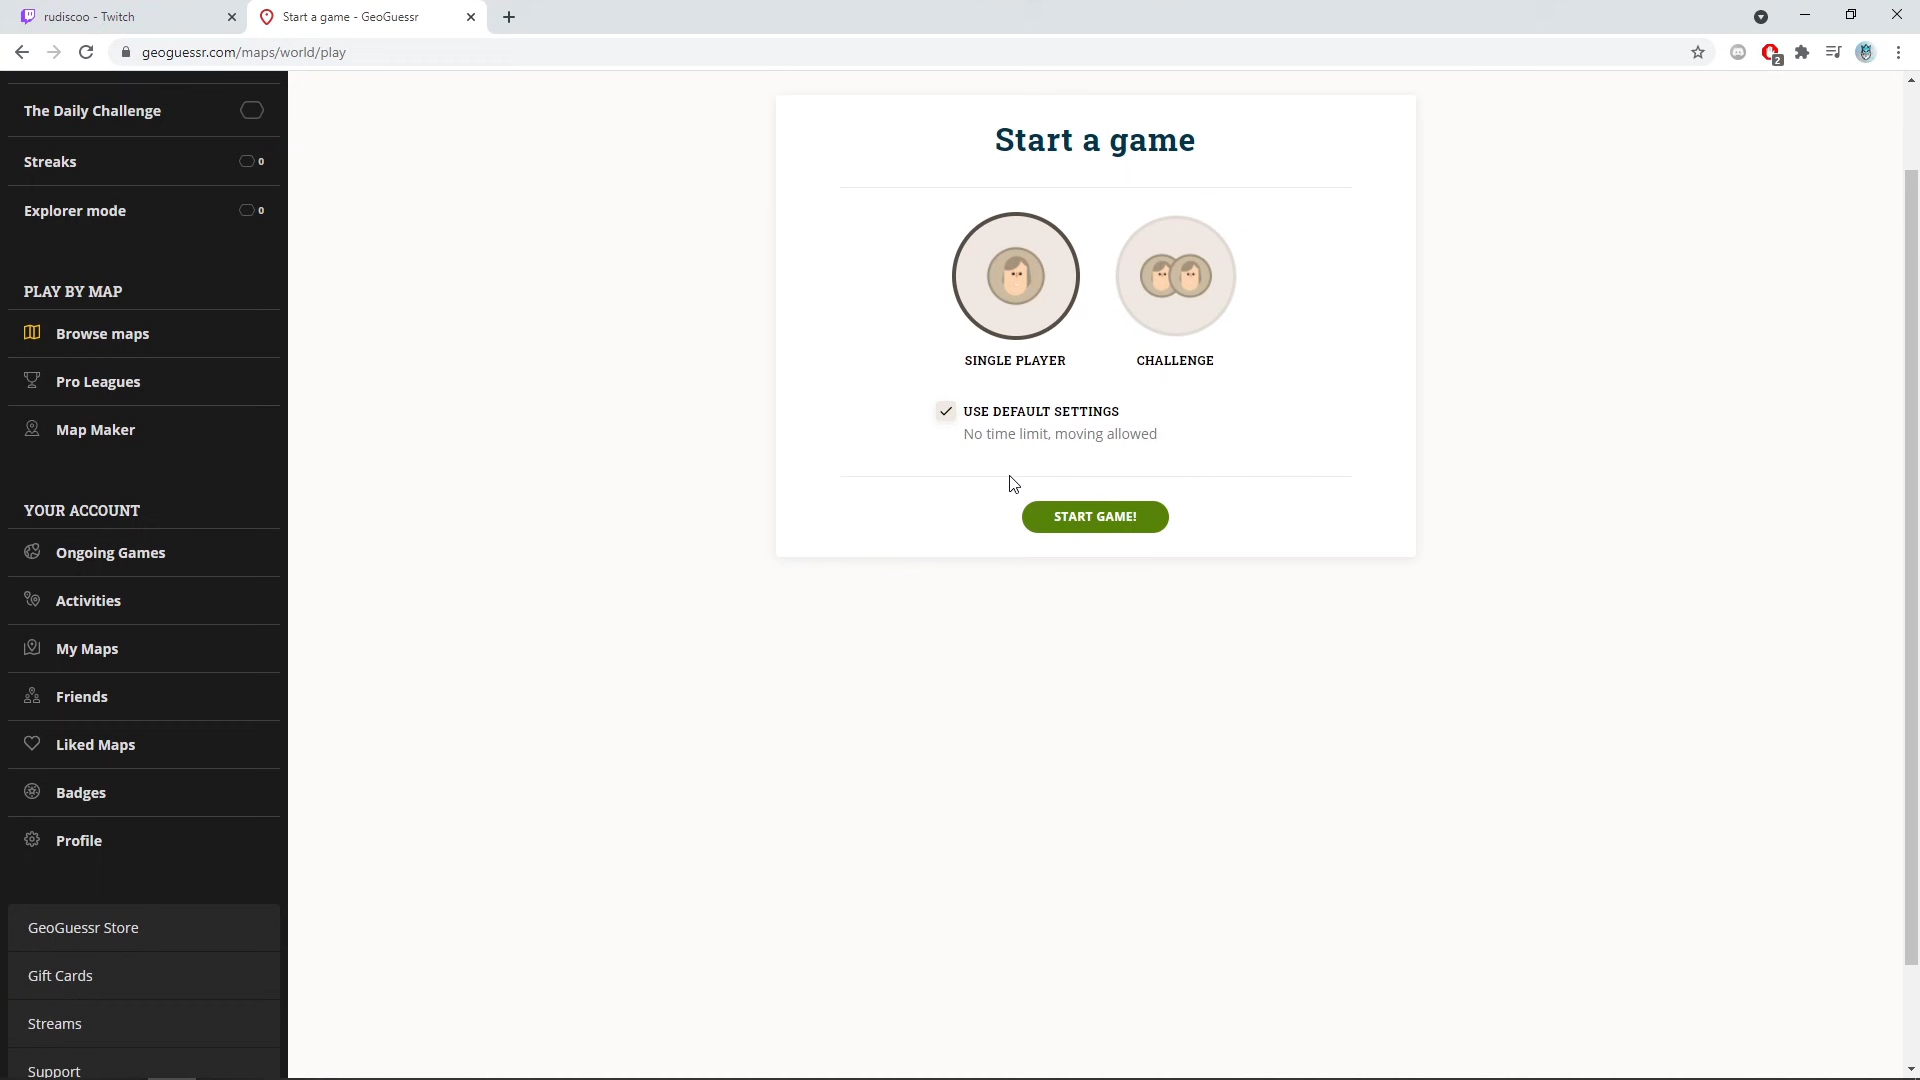 rudiscoo - Twitch
Start a game - GeoGuessr
geoguessr.com/maps/world/play
2
The Daily Challenge
Streaks 0
Explorer mode 0
PLAY BY MAP
Browse maps
Pro Leagues
Map Maker
YOUR ACCOUNT
Ongoing Games
Activities
My Maps
Friends
Liked Maps
Badges
Profile
GeoGuessr Store
Gift Cards
Streams
Support
Start a game
SINGLE PLAYER
CHALLENGE
USE DEFAULT SETTINGS
No time limit, moving allowed
START GAME!